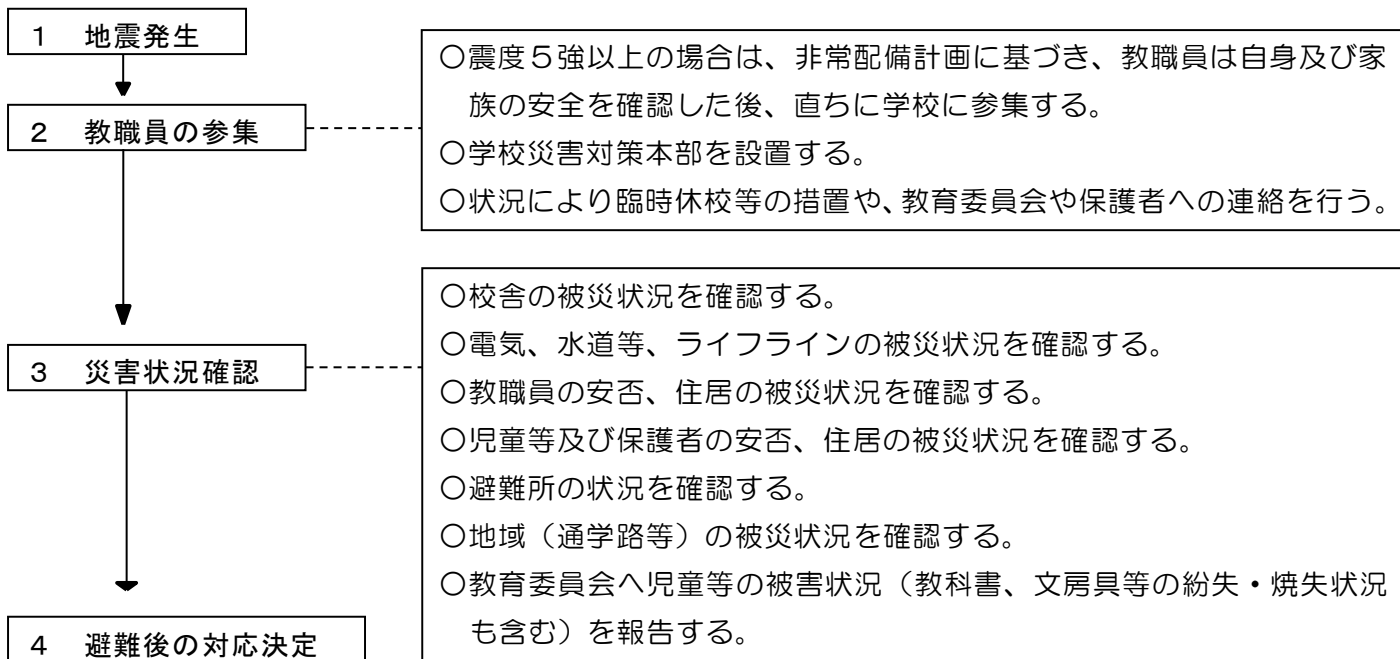 １　地震発生
２　教職員の参集
○震度５強以上の場合は、非常配備計画に基づき、教職員は自身及び家
族の安全を確認した後、直ちに学校に参集する。
○学校災害対策本部を設置する。
○状況により臨時休校等の措置や、教育委員会や保護者への連絡を行う。
３　災害状況確認
○校舎の被災状況を確認する。
○電気、水道等、ライフラインの被災状況を確認する。
○教職員の安否、住居の被災状況を確認する。
○児童等及び保護者の安否、住居の被災状況を確認する。
○避難所の状況を確認する。
○地域（通学路等）の被災状況を確認する。
○教育委員会へ児童等の被害状況（教科書、文房具等の紛失・焼失状況
も含む）を報告する。
４　避難後の対応決定